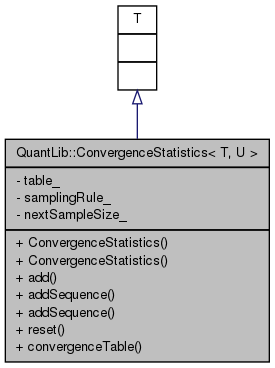 T
QuantLib::ConvergenceStatistics< T, U >
- table_
- samplingRule_
- nextSampleSize_
+ ConvergenceStatistics()
+ ConvergenceStatistics()
+ add()
+ addSequence()
+ addSequence()
+ reset()
+ convergenceTable()